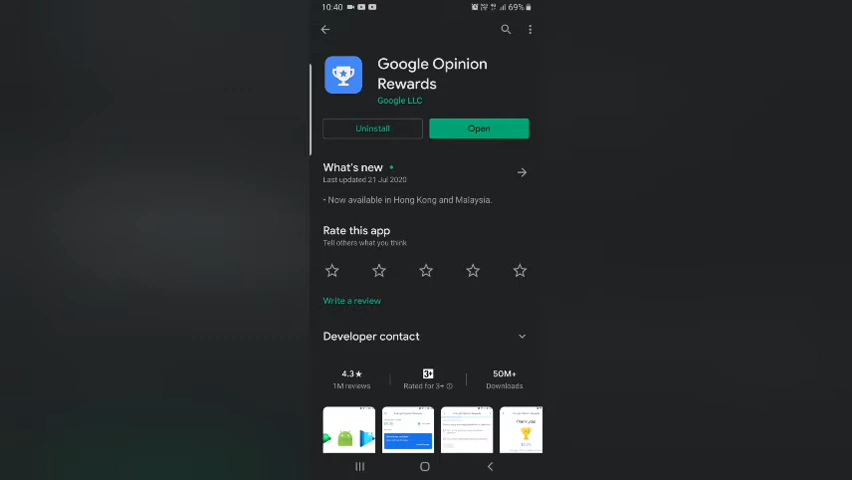 10:40 69%
Google Opinion
Rewards
Google LLC
Uninstall Open
What's new
Last updated 21 Jul 2020
- Now available in Hong Kong and Malaysia.
Rate this app
Tell others what you think
Write a review
Developer contact
4.3★ 3+ 50M+
1M reviews Rated for 3+ Downloads